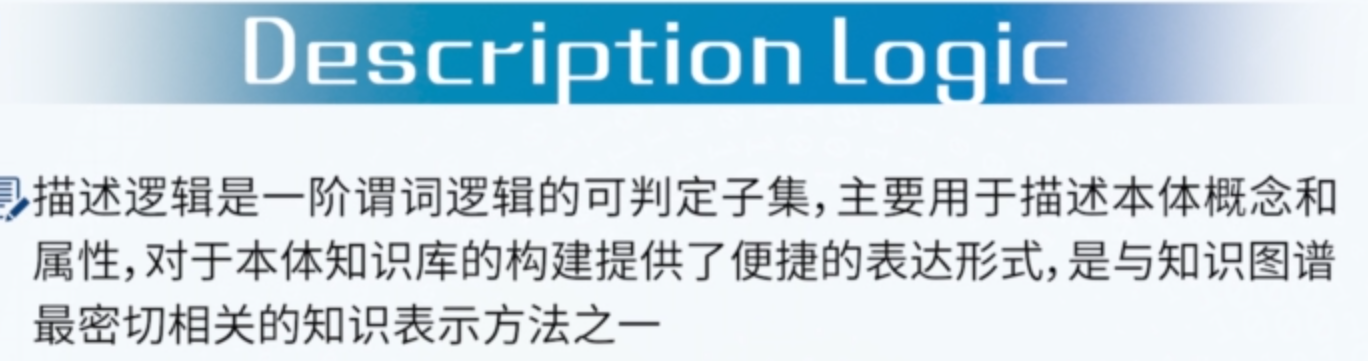 Description Logic
描述逻辑是一阶谓词逻辑的可判定子集，主要用于描述本体概念和
属性，对于本体知识库的构建提供了便捷的表达形式，是与知识图谱
最密切相关的知识表示方法之一